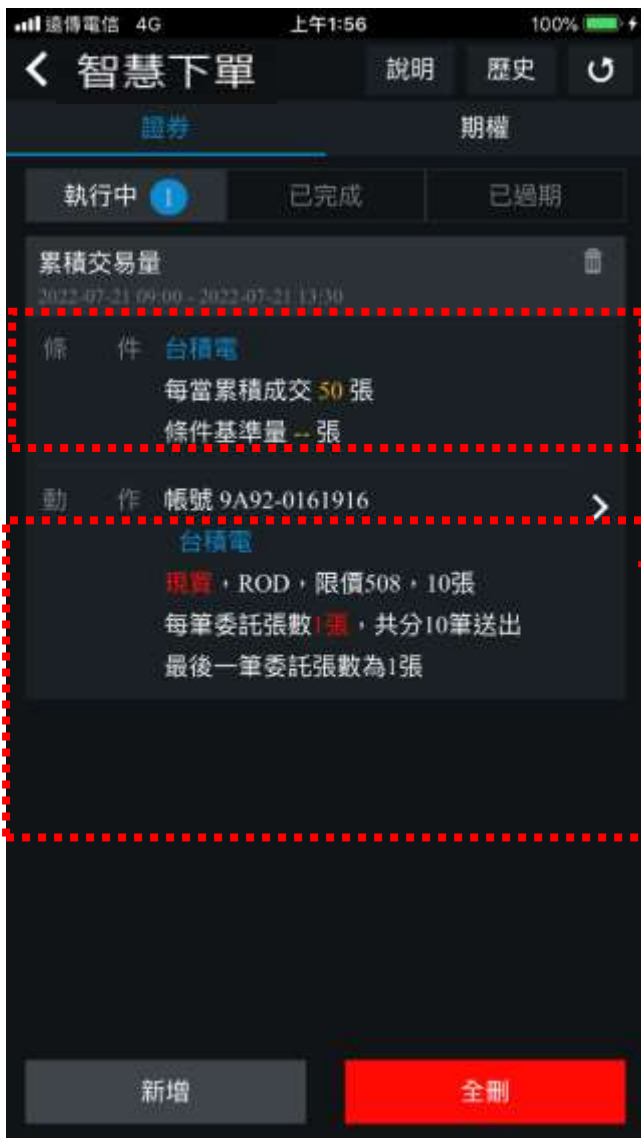 遠傳電信 4G 上午1:56 100%
智慧下單 說明 歷史
證券 期權
執行中 1 已完成 已過期
累積交易量
2022-07-21 09:00 - 2022-07-21 13:30
條 件 台積電
每當累積成交 50 張
條件基準量 -- 張
動 作 帳號 9A92-0161916
台積電
現買，ROD，限價508，10張
每筆委託張數1張，共分10筆送出
最後一筆委託張數為1張
新增 全刪